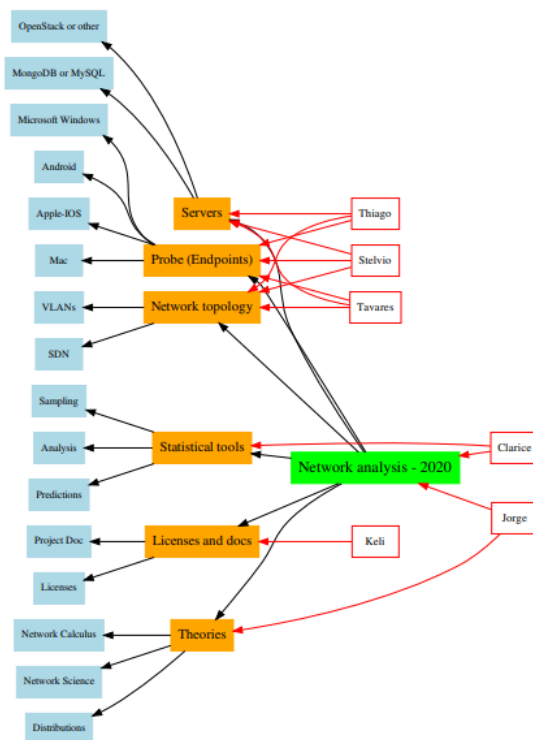 OpenStack or other
MongoDB or MySQL
Microsoft Windows
Android
Apple-IOS
Mac
VLANs
SDN
Sampling
Analysis
Predictions
Project Doc
Licenses
Network Calculus
Network Science
Distributions
Servers
Probe (Endpoints)
Network topology
Statistical tools
Licenses and docs
Theories
Thiago
Stelvio
Tavares
Network analysis - 2020
Keli
Clarice
Jorge